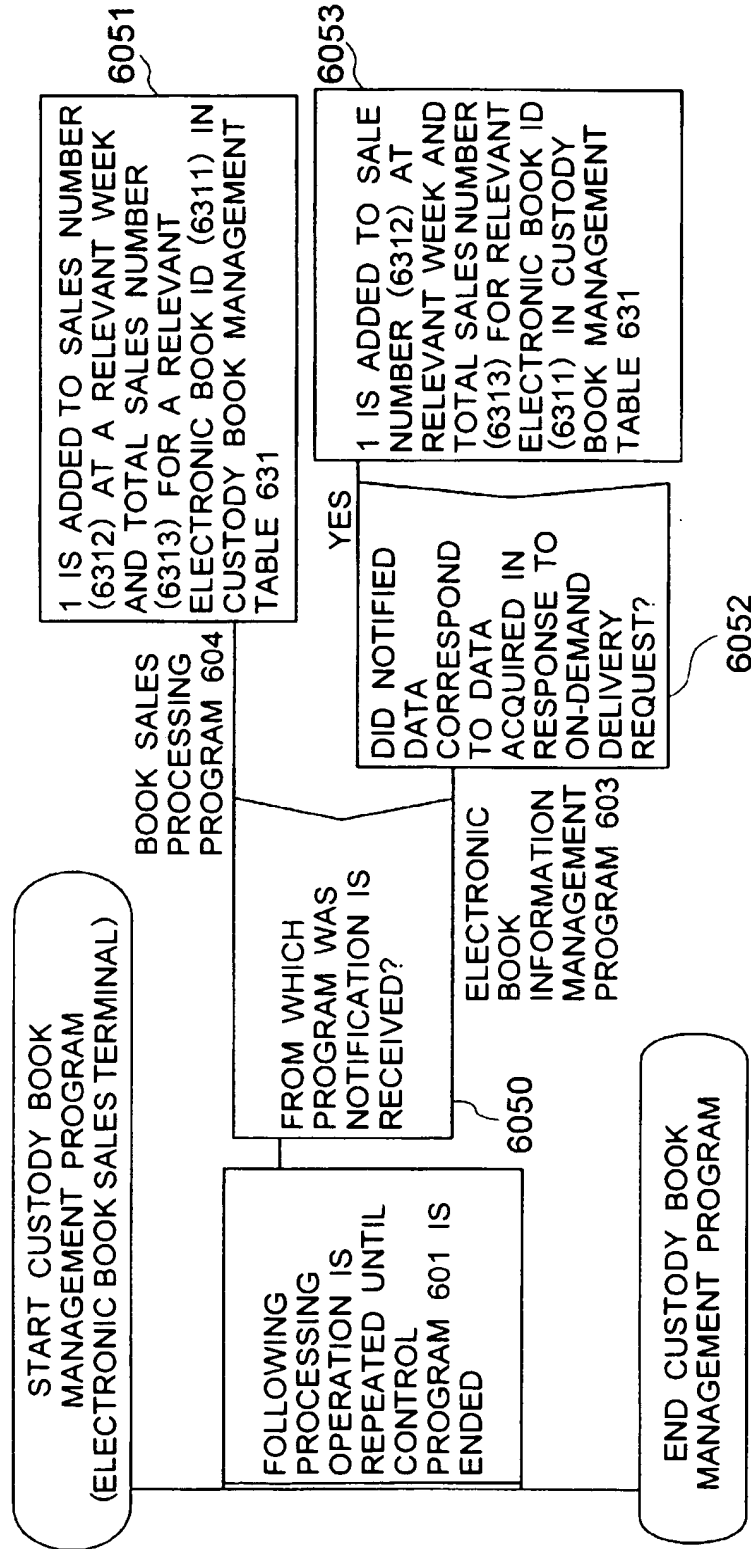 START CUSTODY BOOK
MANAGEMENT PROGRAM
(ELECTRONIC BOOK SALES TERMINAL)
FOLLOWING
PROCESSING
OPERATION IS
REPEATED UNTIL
CONTROL
PROGRAM 601 IS
ENDED
END CUSTODY BOOK
MANAGEMENT PROGRAM
FROM WHICH
PROGRAM WAS
NOTIFICATION IS
RECEIVED?
6050
BOOK SALES
PROCESSING
PROGRAM 604
1 IS ADDED TO SALES NUMBER
(6312) AT A RELEVANT WEEK
AND TOTAL SALES NUMBER
(6313) FOR A RELEVANT
ELECTRONIC BOOK ID (6311) IN
CUSTODY BOOK MANAGEMENT
TABLE 631
6051
ELECTRONIC
BOOK
INFORMATION
MANAGEMENT
PROGRAM 603
DID NOTIFIED
DATA
CORRESPOND
TO DATA
ACQUIRED IN
RESPONSE TO
ON-DEMAND
DELIVERY
REQUEST?
6052
YES
1 IS ADDED TO SALE
NUMBER (6312) AT
RELEVANT WEEK AND
TOTAL SALES NUMBER
(6313) FOR RELEVANT
ELECTRONIC BOOK ID
(6311) IN CUSTODY
BOOK MANAGEMENT
TABLE 631
6053